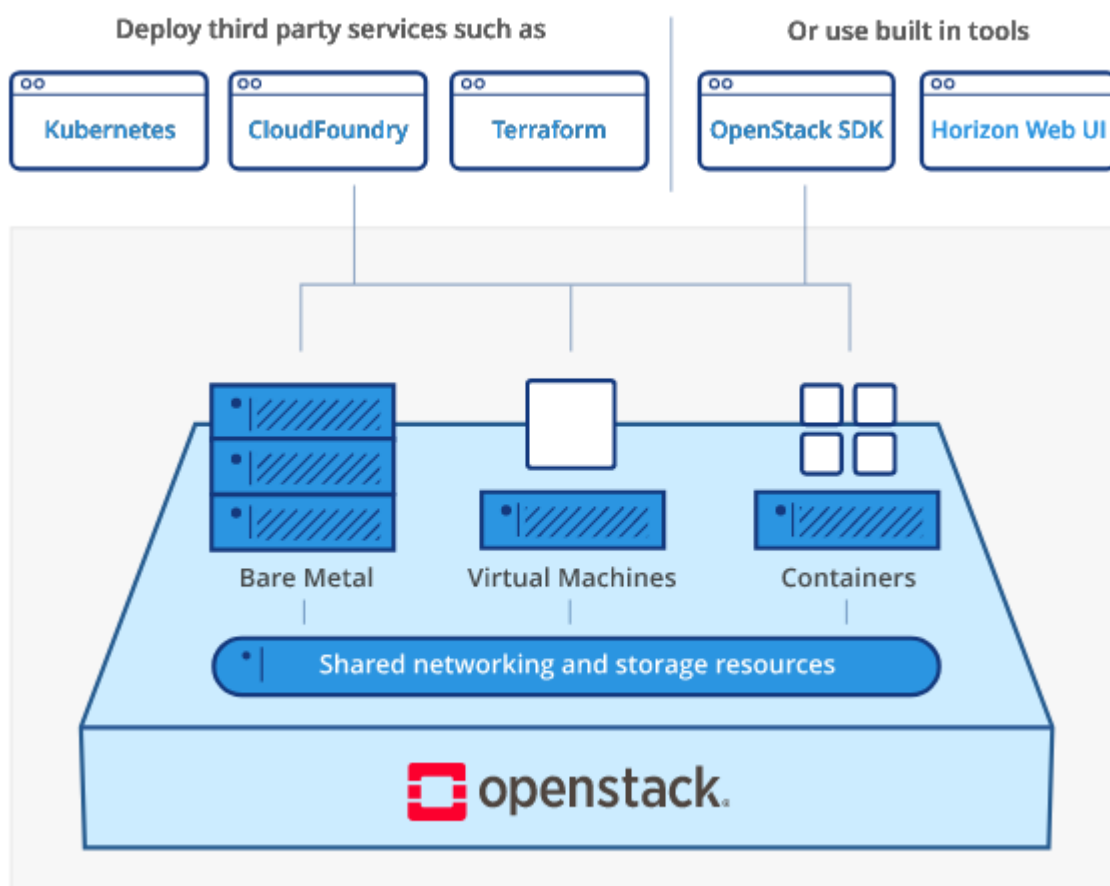 Deploy third party services such as
Or use built in tools
Kubernetes
CloudFoundry
Terraform
OpenStack SDK
Horizon Web UI
Bare Metal
Virtual Machines
Containers
Shared networking and storage resources
openstack.